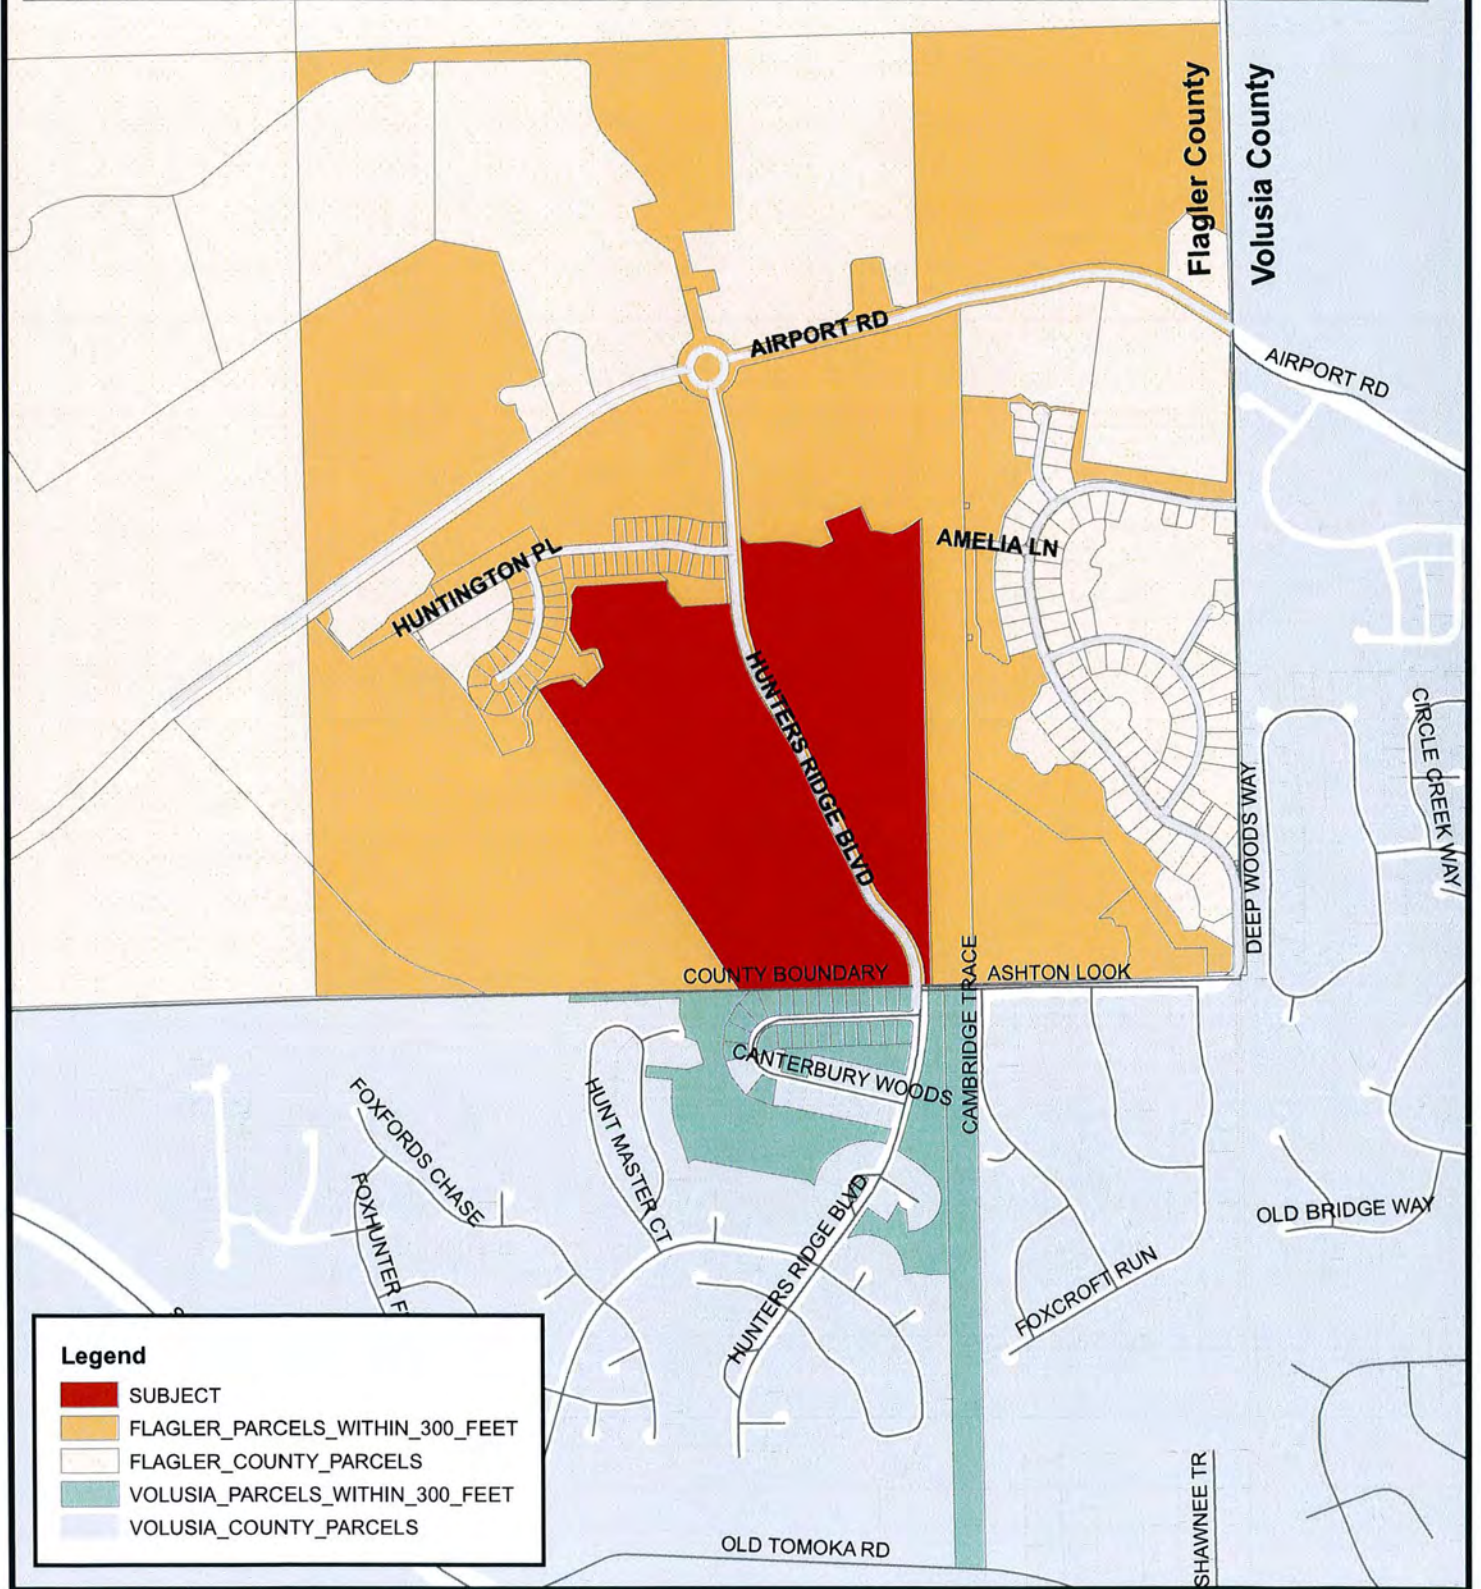 Flagler County
Volusia County
AIRPORT RD
AIRPORT RD
AMELIA LN
HUNTINGTON PL
HUNTERS RIDGE BLVD
CIRCLE CREEK WAY
DEEP WOODS WAY
COUNTY BOUNDARY
ASHTON LOOK
CAMBRIDGE TRACE
CANTERBURY WOODS
FOXFORDS CHASE
HUNT MASTER CT
FOXHUNTER F
HUNTERS RIDGE BLVD
OLD BRIDGE WAY
FOXCROFT RUN
Legend
SUBJECT
FLAGLER_PARCELS_WITHIN_300_FEET
FLAGLER_COUNTY_PARCELS
VOLUSIA_PARCELS_WITHIN_300_FEET
VOLUSIA_COUNTY_PARCELS
OLD TOMOKA RD
SHAWNEE TR